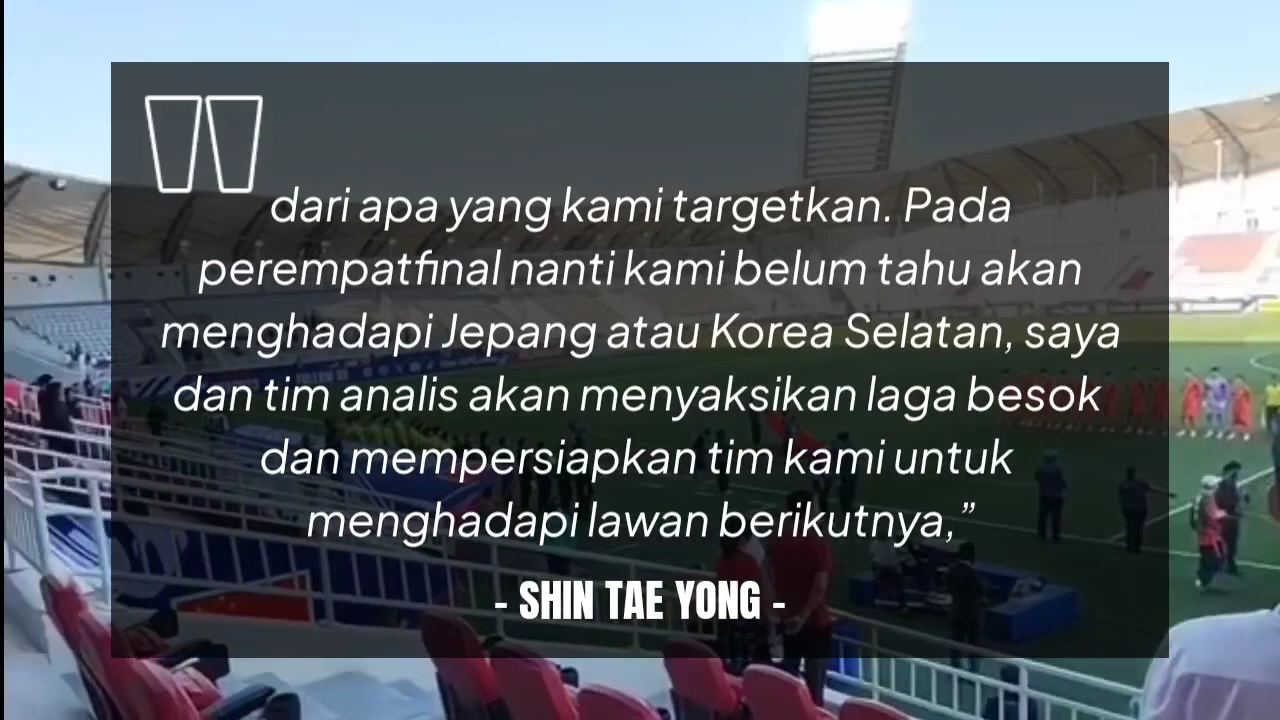 dari apa yang kami targetkan. Pada
perempatfinal nanti kami belum tahu akan
menghadapi Jepang atau Korea Selatan, saya
dan tim analis akan menyaksikan laga besok
dan mempersiapkan tim kami untuk
menghadapi lawan berikutnya,”
- SHIN TAE YONG -